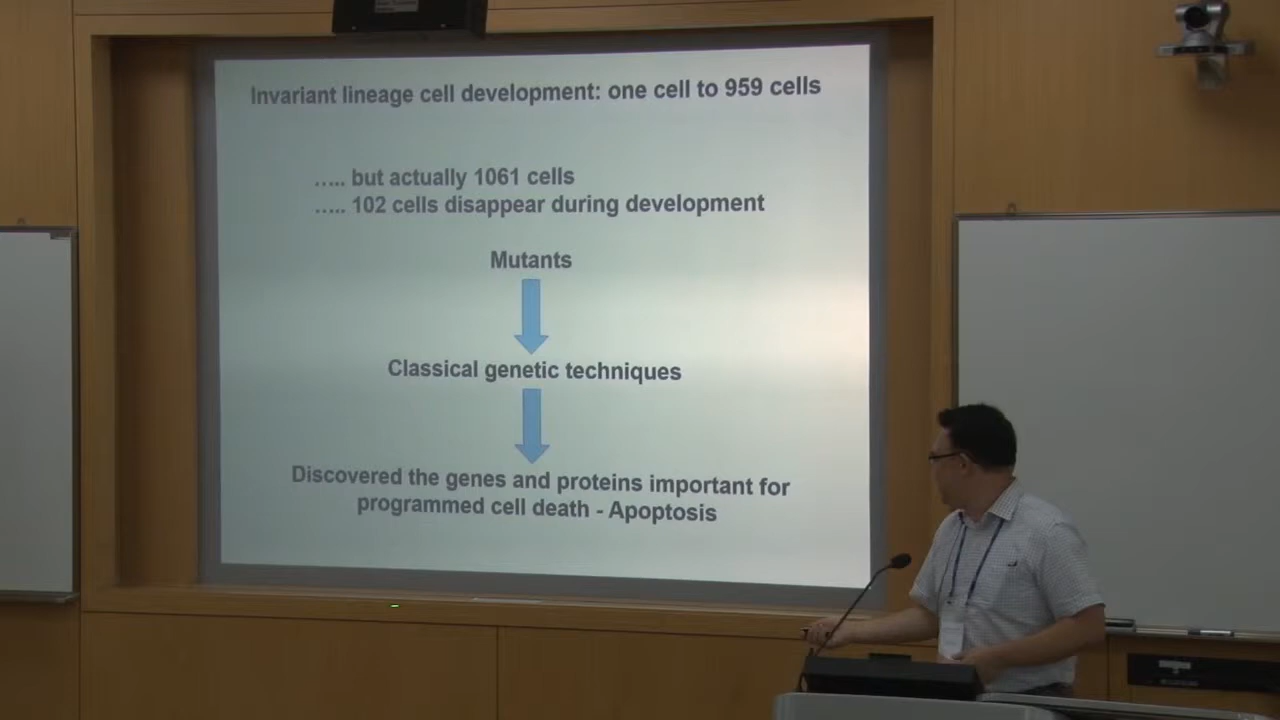 Invariant lineage cell development: one cell to 959 cells
..... but actually 1061 cells
..... 102 cells disappear during development
Mutants
Classical genetic techniques
Discovered the genes and proteins important for
programmed cell death - Apoptosis